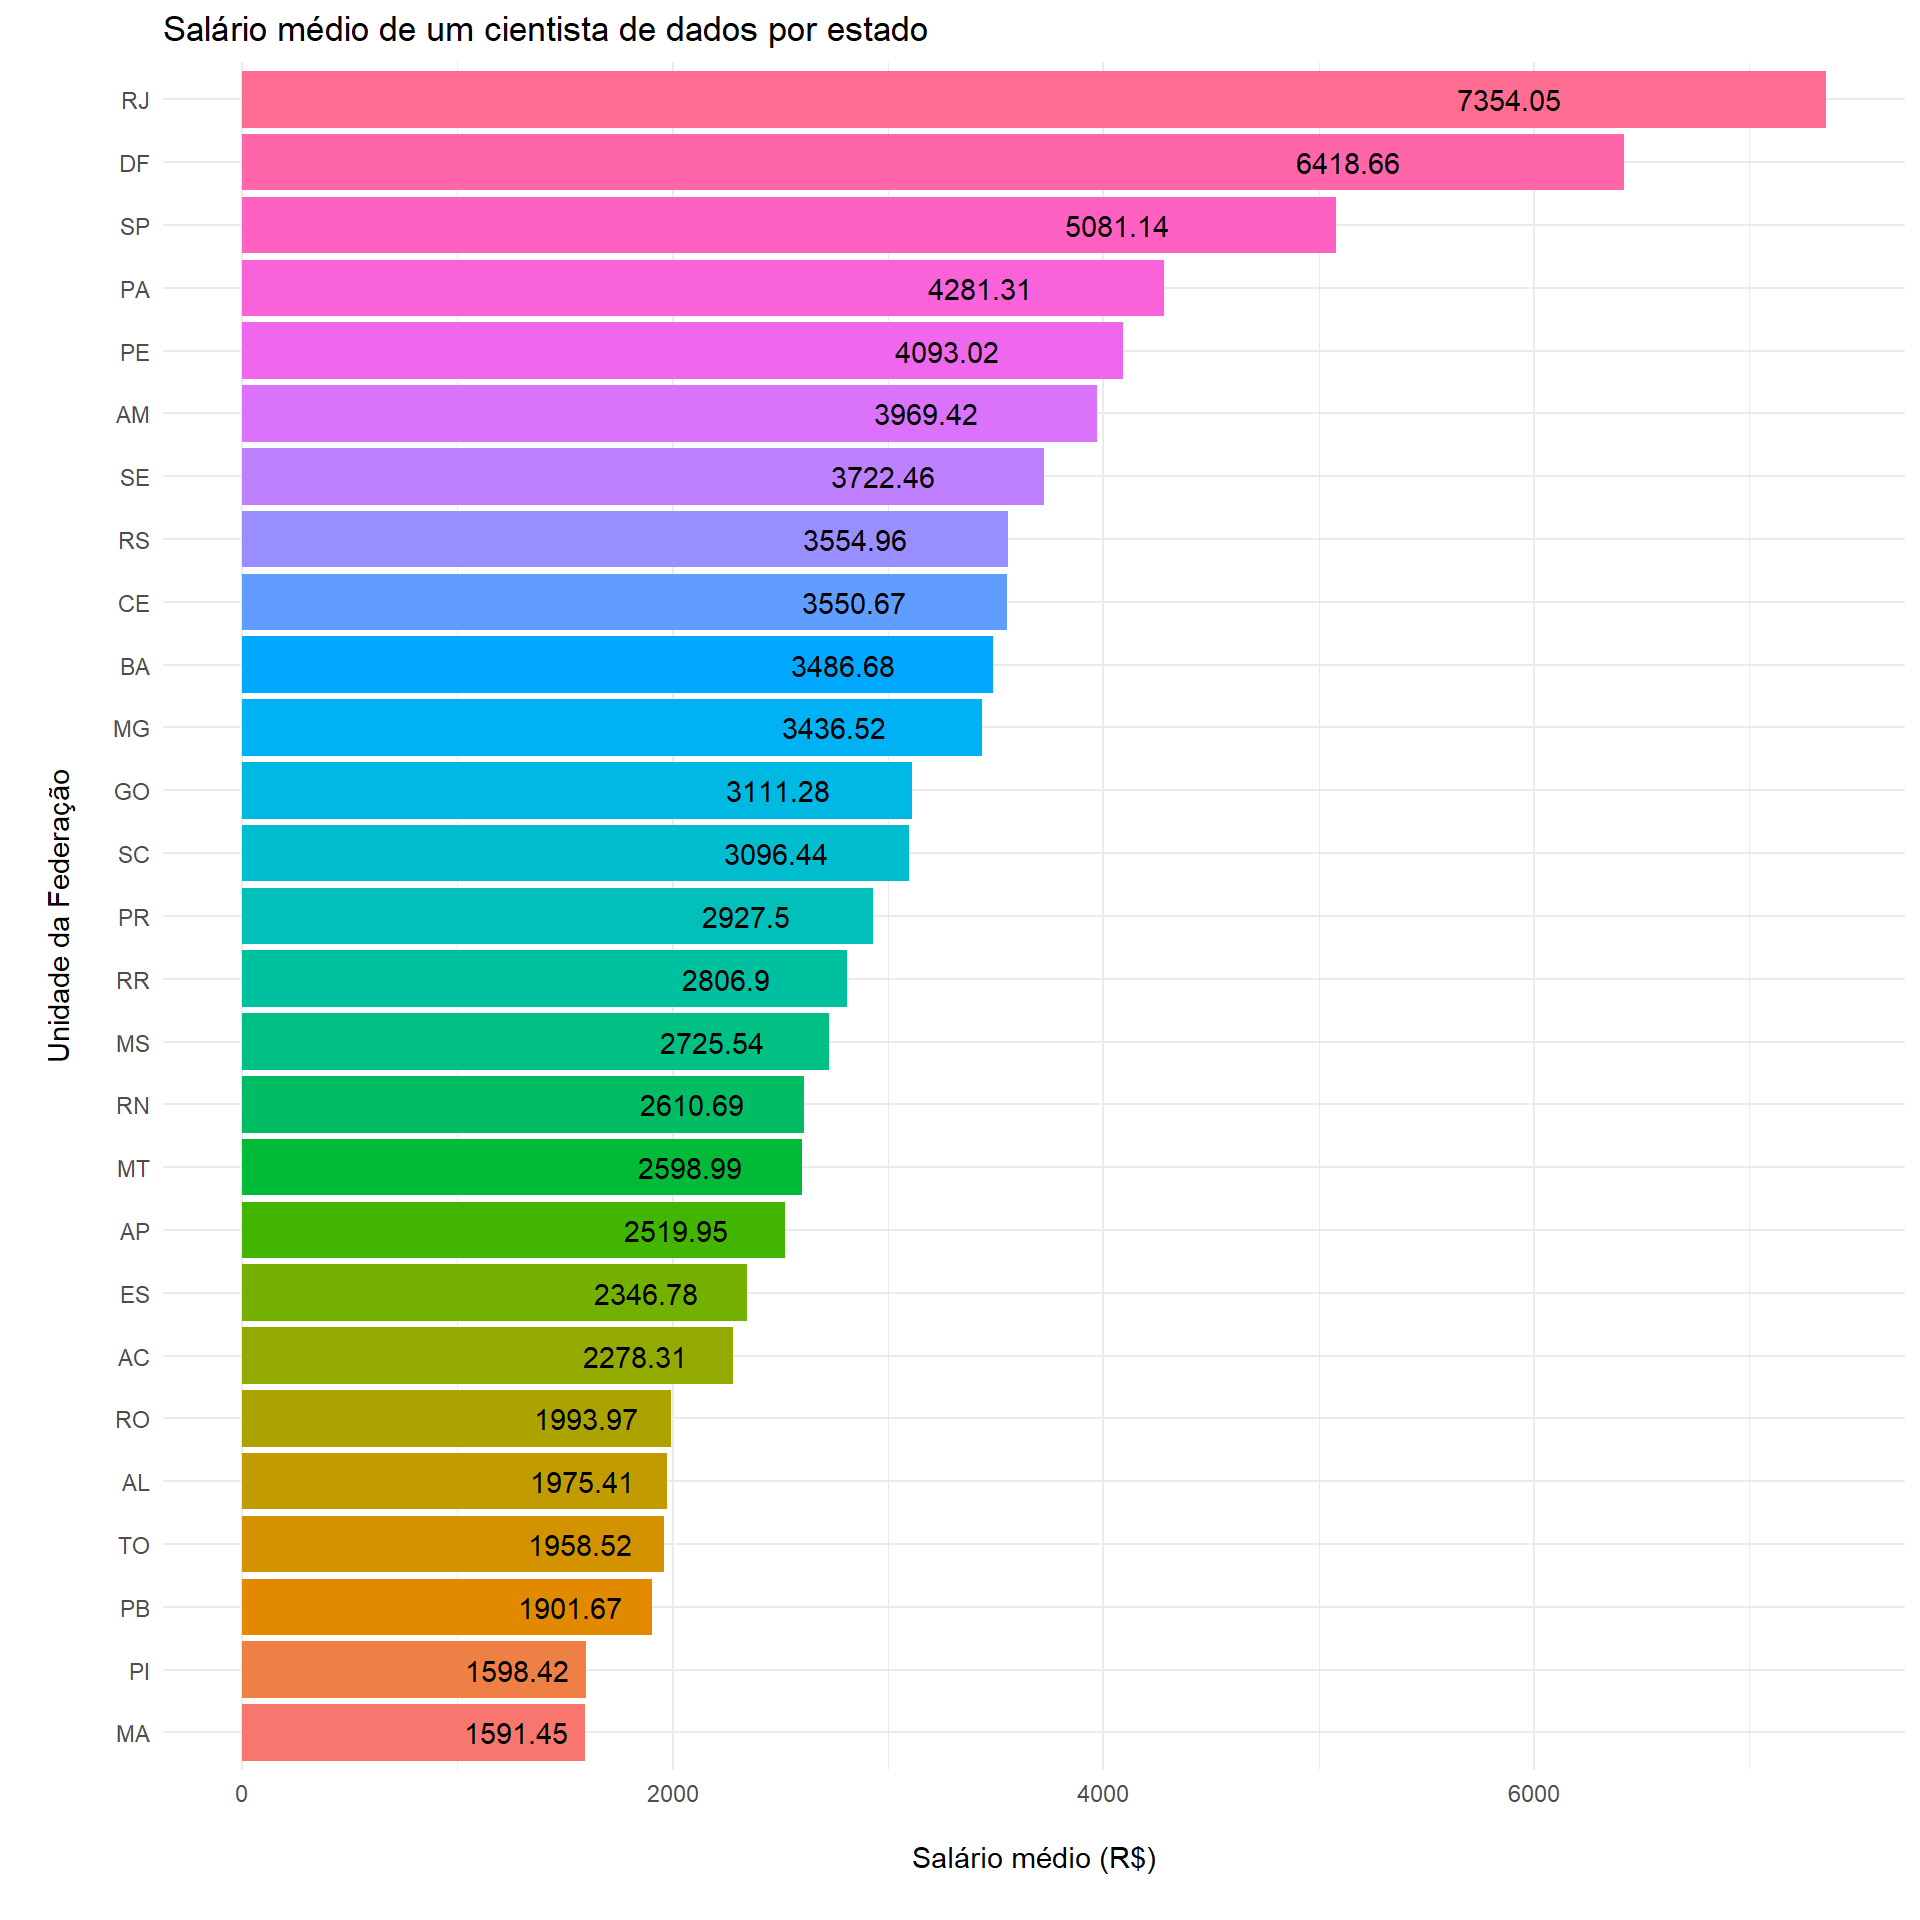 Salário médio de um cientista de dados por estado
RJ 7354.05
DF 6418.66
SP 5081.14
PA 4281.31
PE 4093.02
AM 3969.42
SE 3722.46
RS 3554.96
CE 3550.67
BA 3486.68
MG 3436.52
GO 3111.28
SC 3096.44
PR 2927.5
RR 2806.9
MS 2725.54
RN 2610.69
MT 2598.99
AP 2519.95
ES 2346.78
AC 2278.31
RO 1993.97
AL 1975.41
TO 1958.52
PB 1901.67
PI 1598.42
MA 1591.45
0 2000 4000 6000
Salário médio (R$)
Unidade da Federação